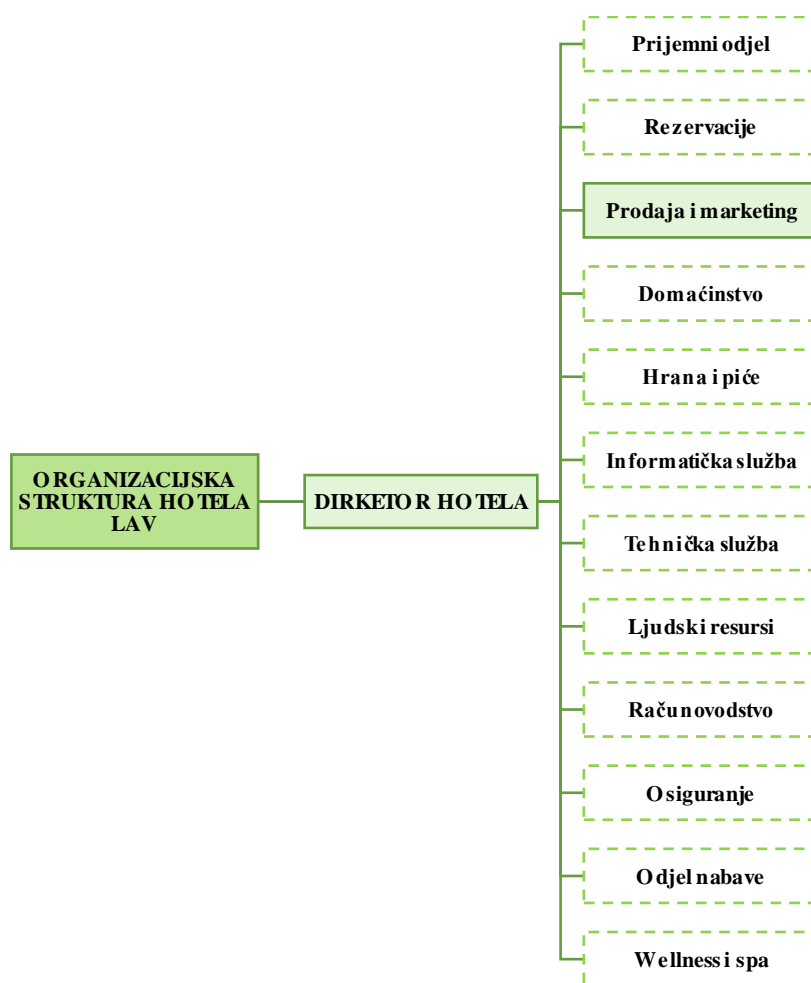 Prijemni odjel
Rezervacije
Prodaja i marketing
Domaćinstvo
Hrana i piće
ORGANIZACIJSKA
STRUKTURA HOTELA
LAV
DIRKETOR HOTELA
Informatička služba
Tehnička služba
Ljudski resursi
Računovodstvo
Osiguranje
Odjel nabave
Wellness i spa